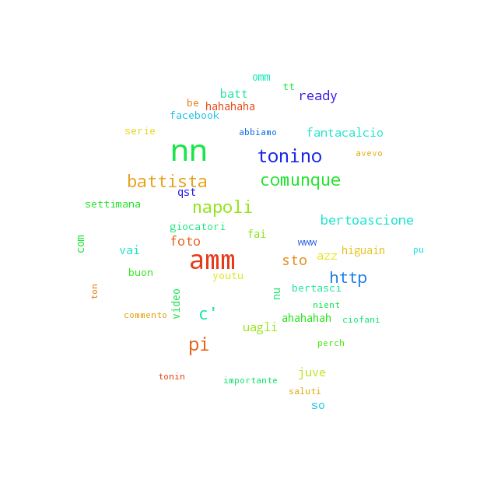 omm
tt
batt
ready
be
hahahaha
facebook
serie
abbiamo
fantacalcio
nn
tonino
avevo
battista
comunque
qst
settimana
napoli
bertoascione
giocatori
fai
com
foto
www
vai
higuain
pu
amm
sto
azz
buon
youtu
http
ton
bertasci
nu
video
nient
commento
c'
ahahahah
ciofani
uagli
pi
perch
juve
tonin
importante
saluti
so